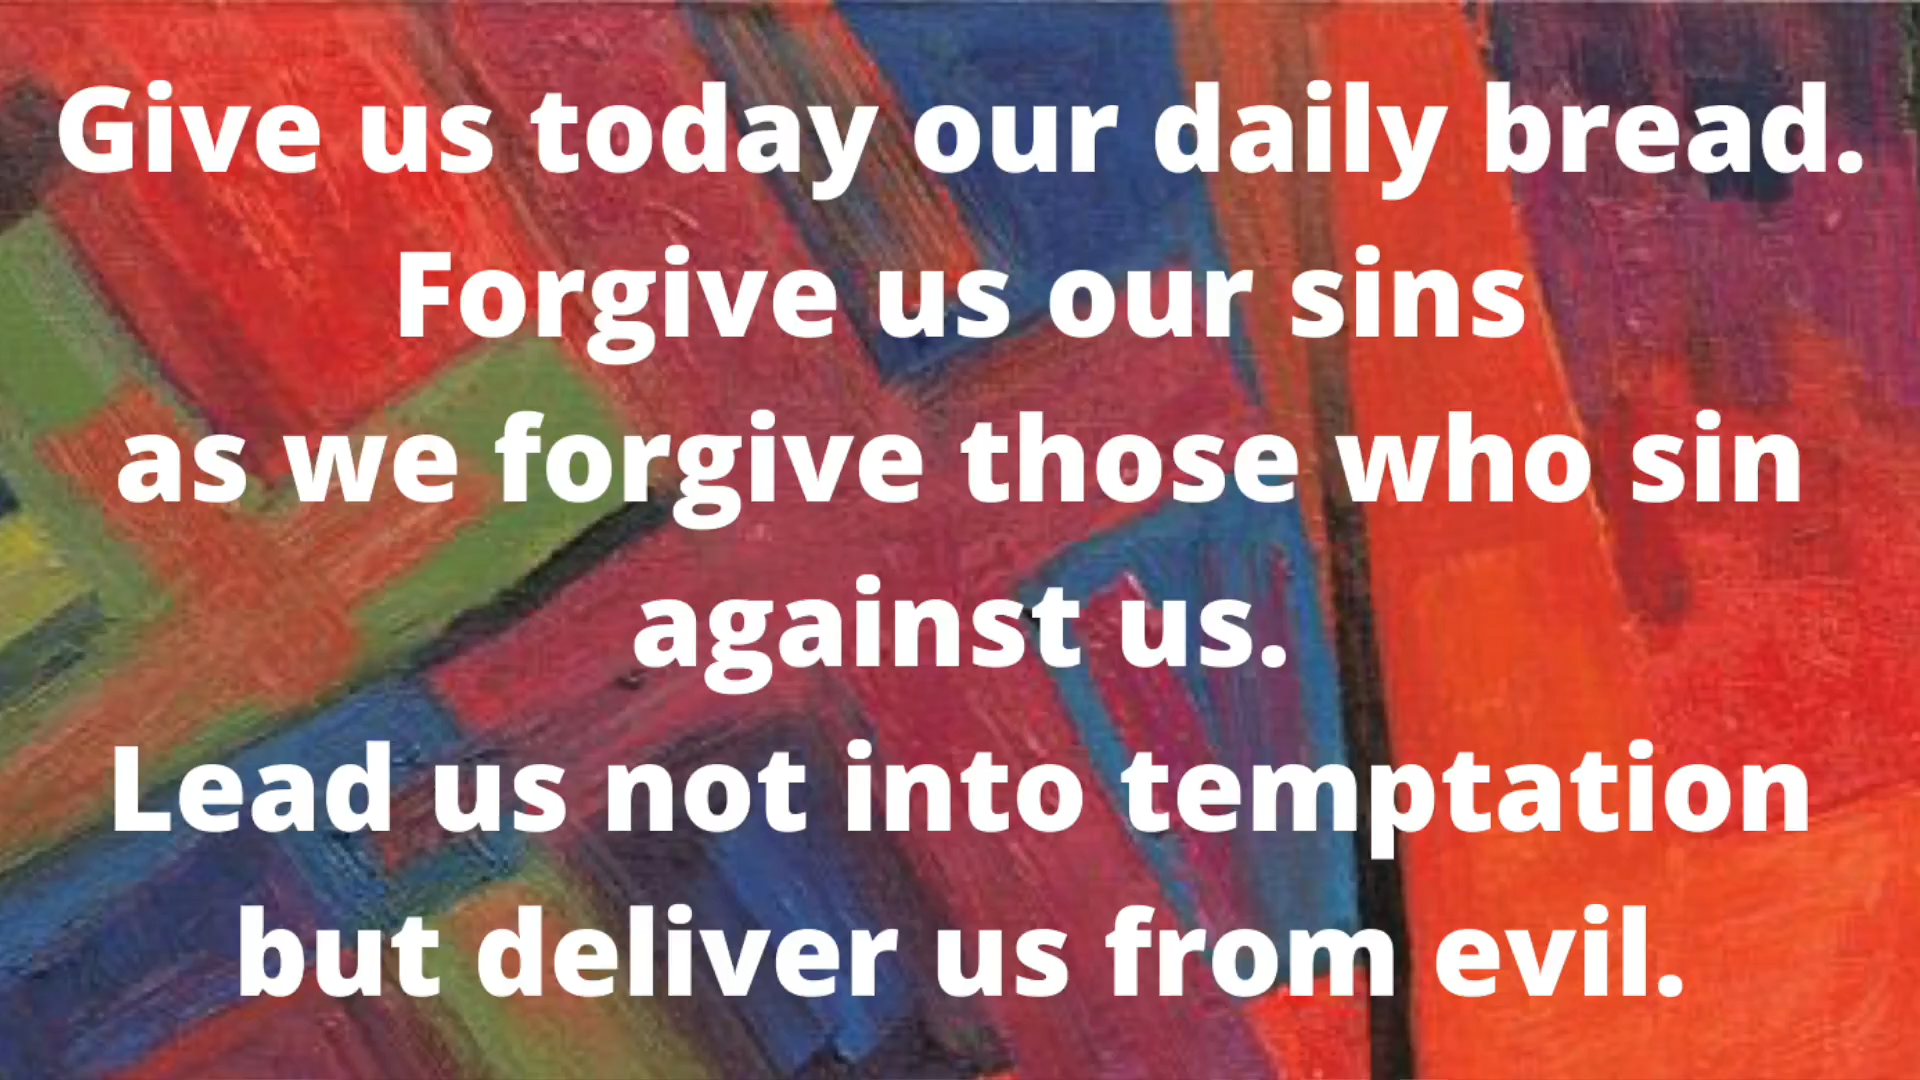 Give us today our daily bread.
Forgive us our sins
as we forgive those who sin
against us.
Lead us not into temptation
but deliver us from evil.